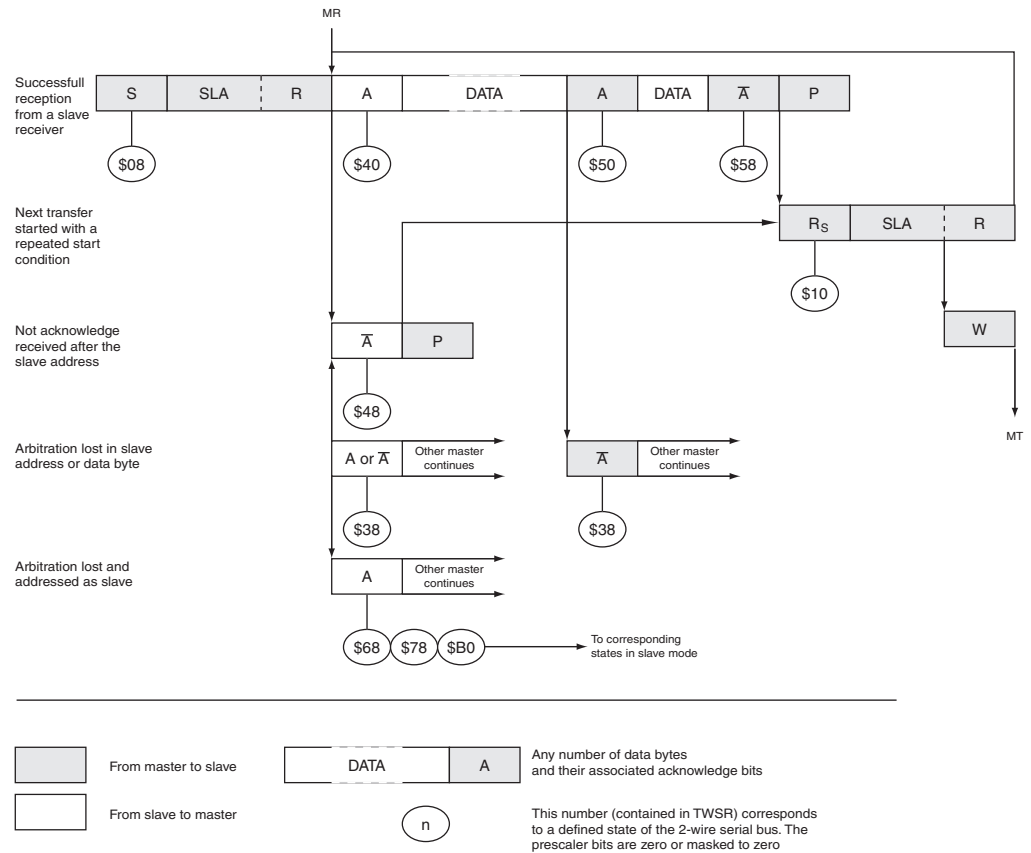 MR
Successfull
reception
from a slave
receiver
S SLA R A DATA A DATA A̅ P
$08 $40 $50 $58
Next transfer
started with a
repeated start
condition
RS SLA R
$10
Not acknowledge
received after the
slave address
A̅ P
W
$48
MT
Arbitration lost in slave
address or data byte
A or A̅
Other master
continues
A̅
Other master
continues
$38 $38
Arbitration lost and
addressed as slave
A
Other master
continues
$68 $78 $B0
To corresponding
states in slave mode
From master to slave
DATA A
Any number of data bytes
and their associated acknowledge bits
From slave to master
n
This number (contained in TWSR) corresponds
to a defined state of the 2-wire serial bus. The
prescaler bits are zero or masked to zero